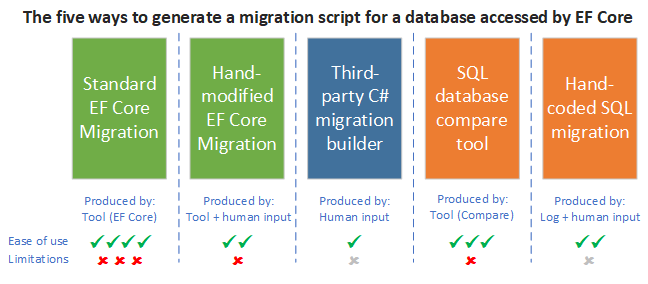 The five ways to generate a migration script for a database accessed by EF Core
Standard
EF Core
Migration
Hand-
modified
EF Core
Migration
Third-
party C#
migration
builder
SQL
database
compare
tool
Hand-
coded SQL
migration
Produced by:
Tool (EF Core)
Produced by:
Tool + human input
Produced by:
Human input
Produced by:
Tool (Compare)
Produced by:
Log + human input
Ease of use
Limitations